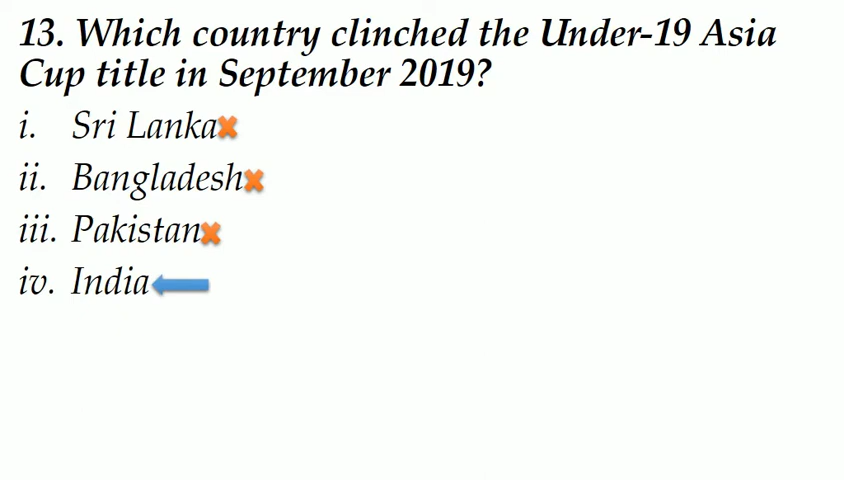 13. Which country clinched the Under-19 Asia
Cup title in September 2019?
i. Sri Lanka
ii. Bangladesh
iii. Pakistan
iv. India